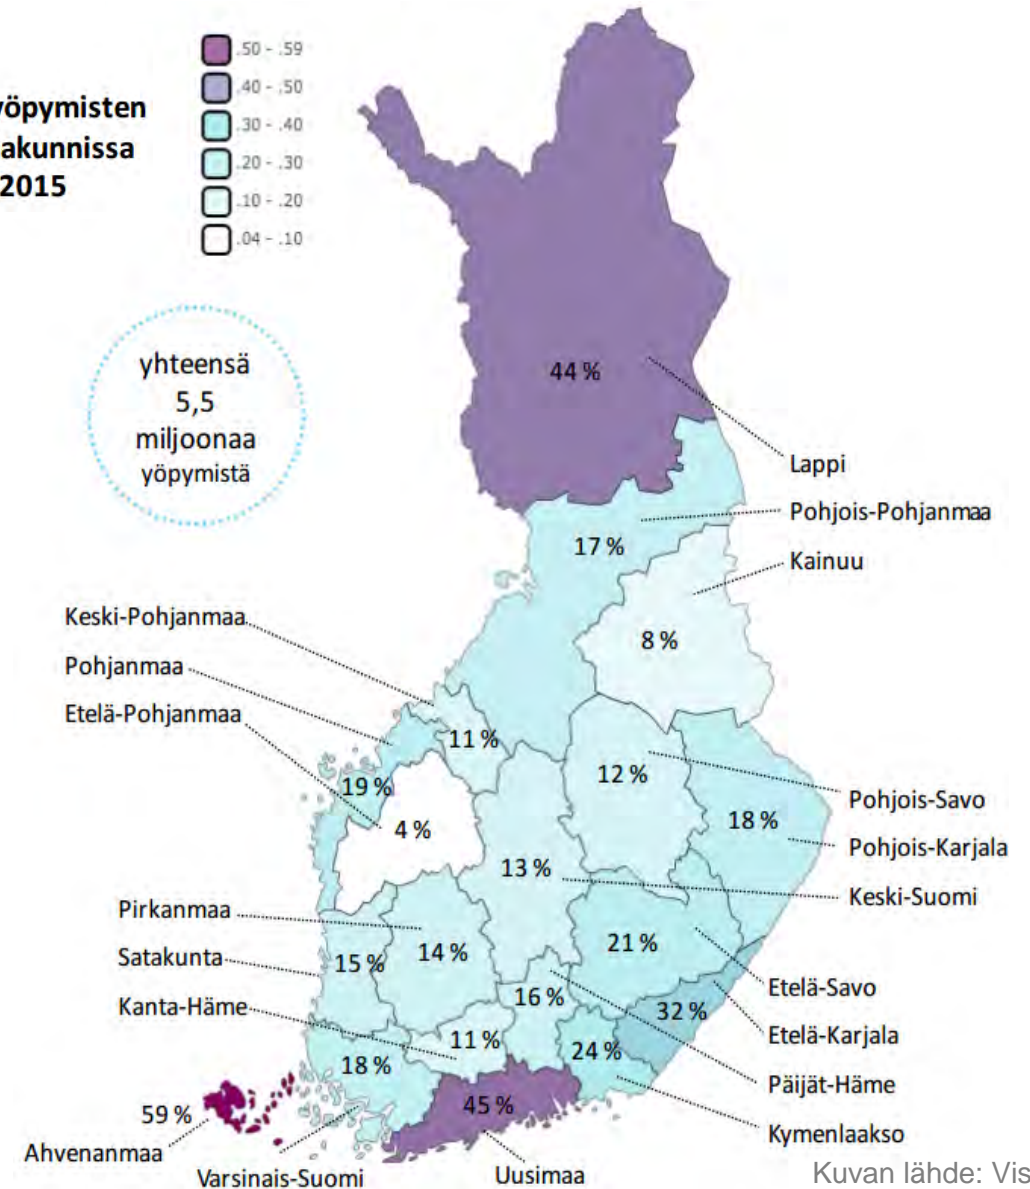 yöpymisten
akunnissa
2015
.50 - .59
.40 - .50
.30 - .40
.20 - .30
.10 - .20
.04 - .10
yhteensä
5,5
miljoonaa
yöpymistä
44 %
Lappi
Pohjois-Pohjanmaa
17 %
Kainuu
8 %
Keski-Pohjanmaa
Pohjanmaa
Etelä-Pohjanmaa
11 %
12 %
19 %
4 %
Pohjois-Savo
18 %
Pohjois-Karjala
13 %
Keski-Suomi
Pirkanmaa
Satakunta
Kanta-Häme
15 %
14 %
21 %
16 %
Etelä-Savo
32 %
Etelä-Karjala
11 %
24 %
18 %
Päijät-Häme
59 %
45 %
Kymenlaakso
Ahvenanmaa
Varsinais-Suomi
Uusimaa
Kuvan lähde: Vis